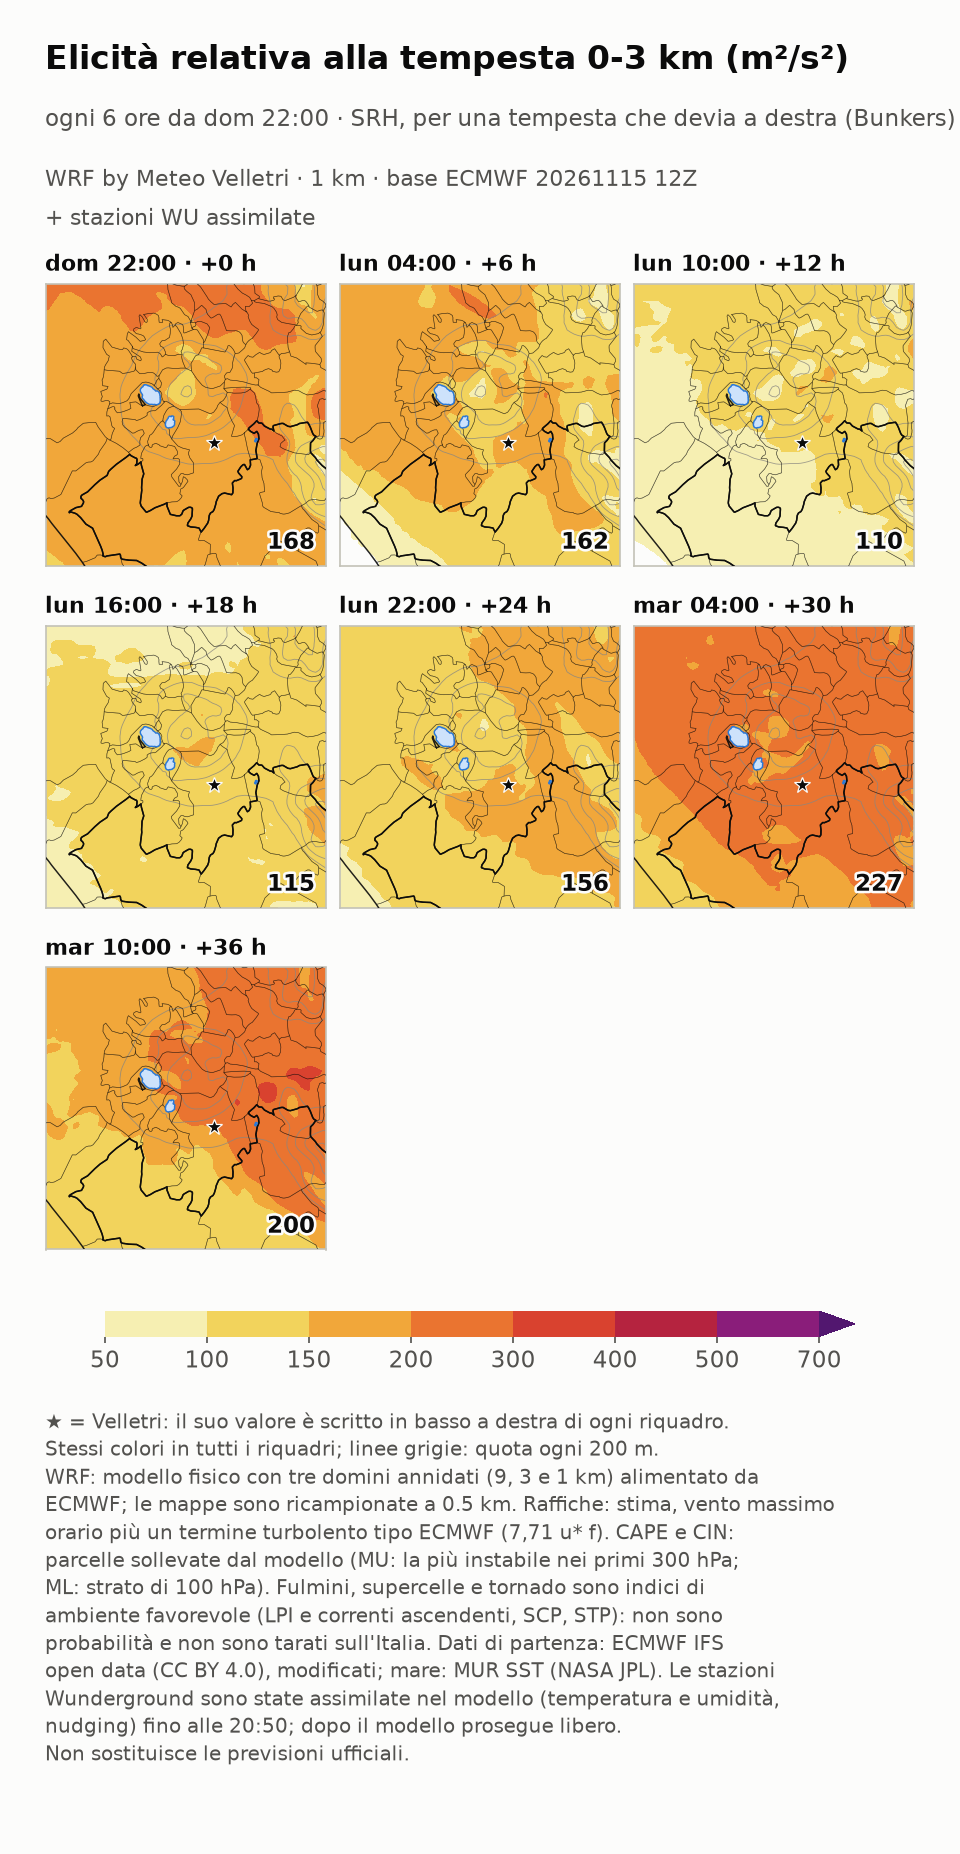 Elicità relativa alla tempesta 0-3 km (m²/s²)
ogni 6 ore da dom 22:00 · SRH, per una tempesta che devia a destra (Bunkers)
WRF by Meteo Velletri · 1 km · base ECMWF 20261115 12Z
+ stazioni WU assimilate
dom 22:00 · +0 h
lun 04:00 · +6 h
lun 10:00 · +12 h
168
162
110
lun 16:00 · +18 h
lun 22:00 · +24 h
mar 04:00 · +30 h
115
156
227
mar 10:00 · +36 h
200
50 100 150 200 300 400 500 700
★ = Velletri: il suo valore è scritto in basso a destra di ogni riquadro.
Stessi colori in tutti i riquadri; linee grigie: quota ogni 200 m.
WRF: modello fisico con tre domini annidati (9, 3 e 1 km) alimentato da
ECMWF; le mappe sono ricampionate a 0.5 km. Raffiche: stima, vento massimo
orario più un termine turbolento tipo ECMWF (7,71 u* f). CAPE e CIN:
parcelle sollevate dal modello (MU: la più instabile nei primi 300 hPa;
ML: strato di 100 hPa). Fulmini, supercelle e tornado sono indici di
ambiente favorevole (LPI e correnti ascendenti, SCP, STP): non sono
probabilità e non sono tarati sull'Italia. Dati di partenza: ECMWF IFS
open data (CC BY 4.0), modificati; mare: MUR SST (NASA JPL). Le stazioni
Wunderground sono state assimilate nel modello (temperatura e umidità,
nudging) fino alle 20:50; dopo il modello prosegue libero.
Non sostituisce le previsioni ufficiali.